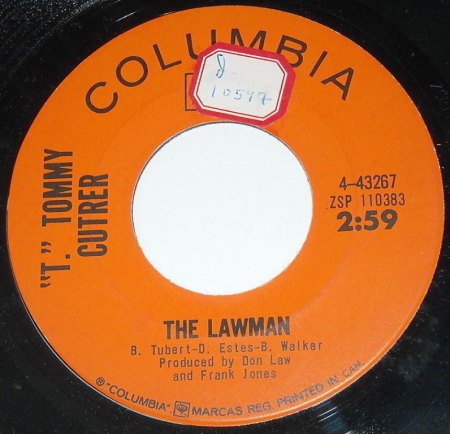 COLUMBIA
J-
10597
"T." TOMMY
CUTRER
4-43267
ZSP 110383
2:59
THE LAWMAN
B. Tubert-D. Estes-B. Walker
Produced by Don Law
and Frank Jones
℗"COLUMBIA", MARCAS REG. PRINTED IN CAN.